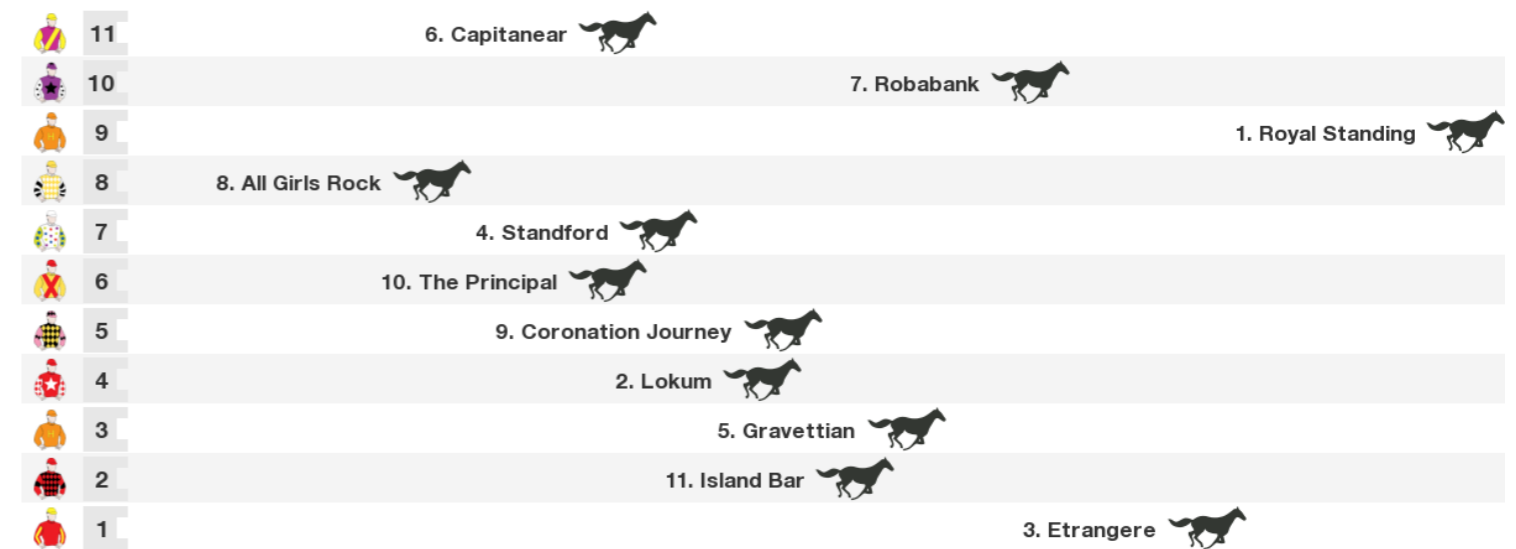 11 6. Capitanear
10 7. Robabank
9 1. Royal Standing
8 8. All Girls Rock
7 4. Standford
6 10. The Principal
5 9. Coronation Journey
4 2. Lokum
3 5. Gravettian
2 11. Island Bar
1 3. Etrangere